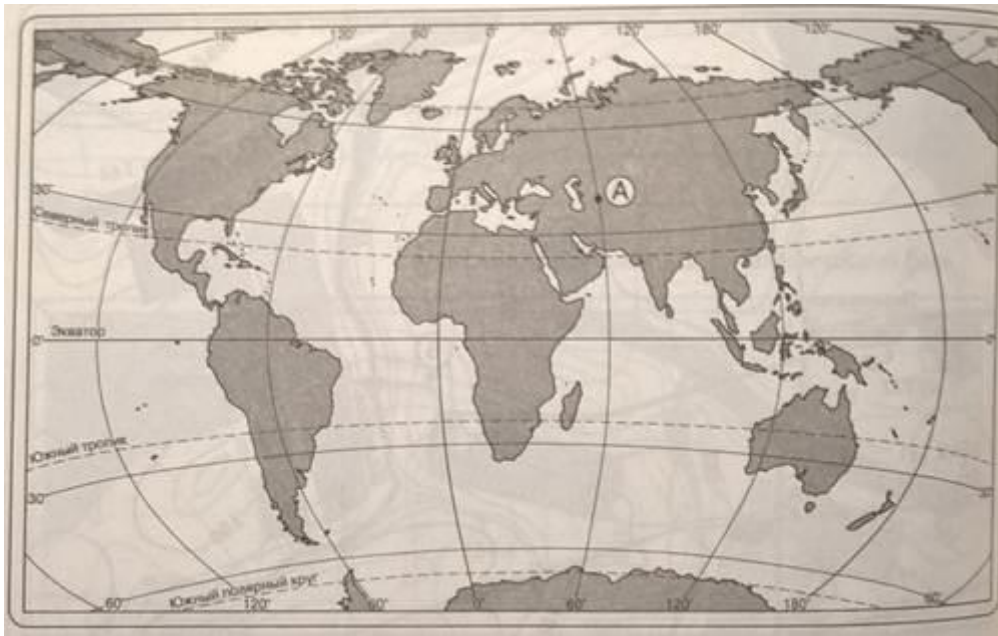 180° 120° 60° 0° 60° 120° 180° 120°
А
30°
Северный тропик
Экватор
0° 0°
Южный тропик
30°
Южный полярный круг
60° 120° 60° 0° 60° 120° 180°